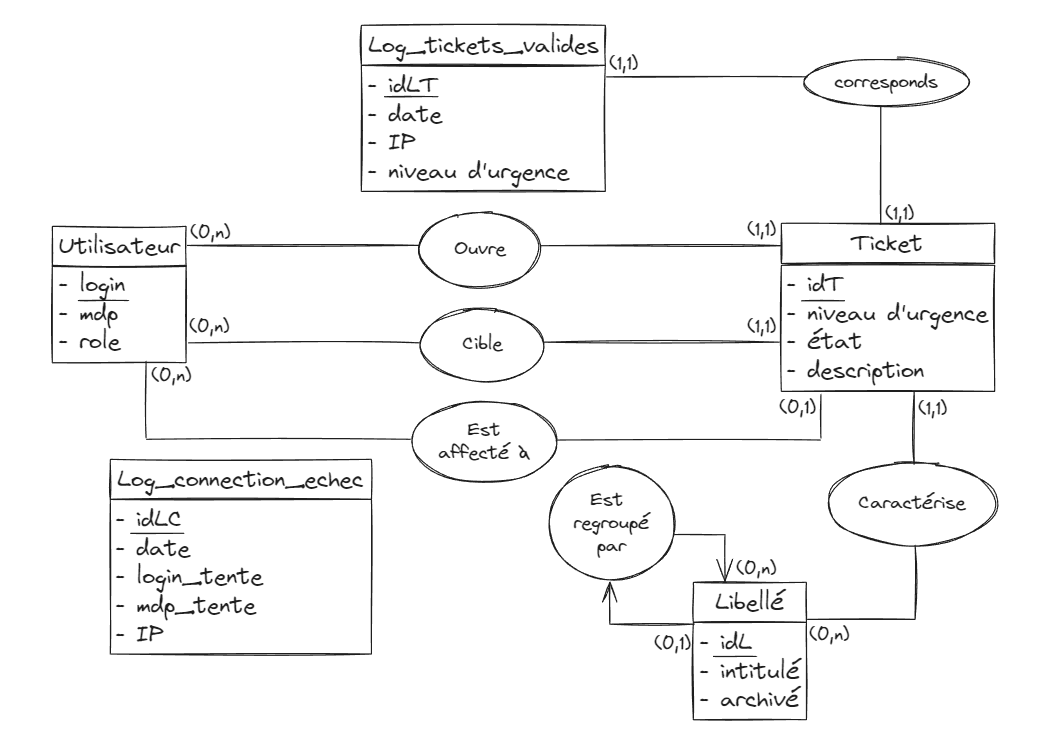 Log_tickets_valides
- idLT
- date
- IP
- niveau d'urgence
(1,1)
corresponds
(1,1)
Utilisateur
- login
- mdp
- role
(0,n)
Ouvre
(1,1)
Ticket
- idT
- niveau d'urgence
- état
- description
(0,n)
Cible
(1,1)
(0,n)
Est
affecté à
(0,1)
(1,1)
Caractérise
Log_connection_echec
- idLC
- date
- login_tente
- mdp_tente
- IP
Est
regroupé
par
(0,n)
Libellé
(0,1)
(0,n)
- idL
- intitulé
- archivé